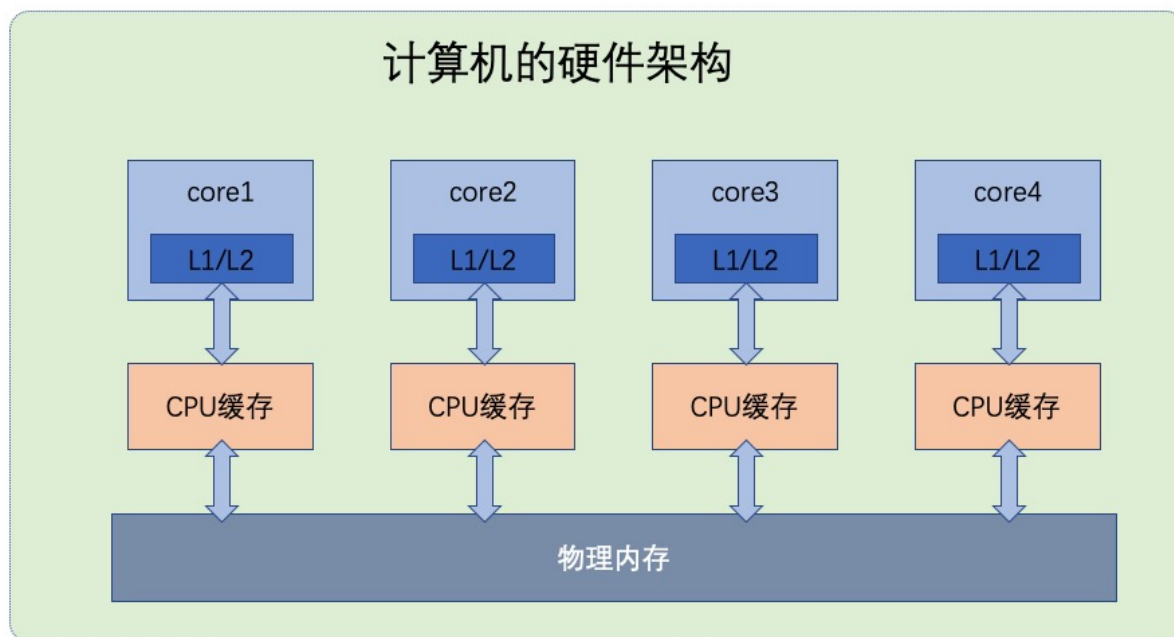 计算机的硬件架构
core1
core2
core3
core4
L1/L2
L1/L2
L1/L2
L1/L2
CPU缓存
CPU缓存
CPU缓存
CPU缓存
物理内存